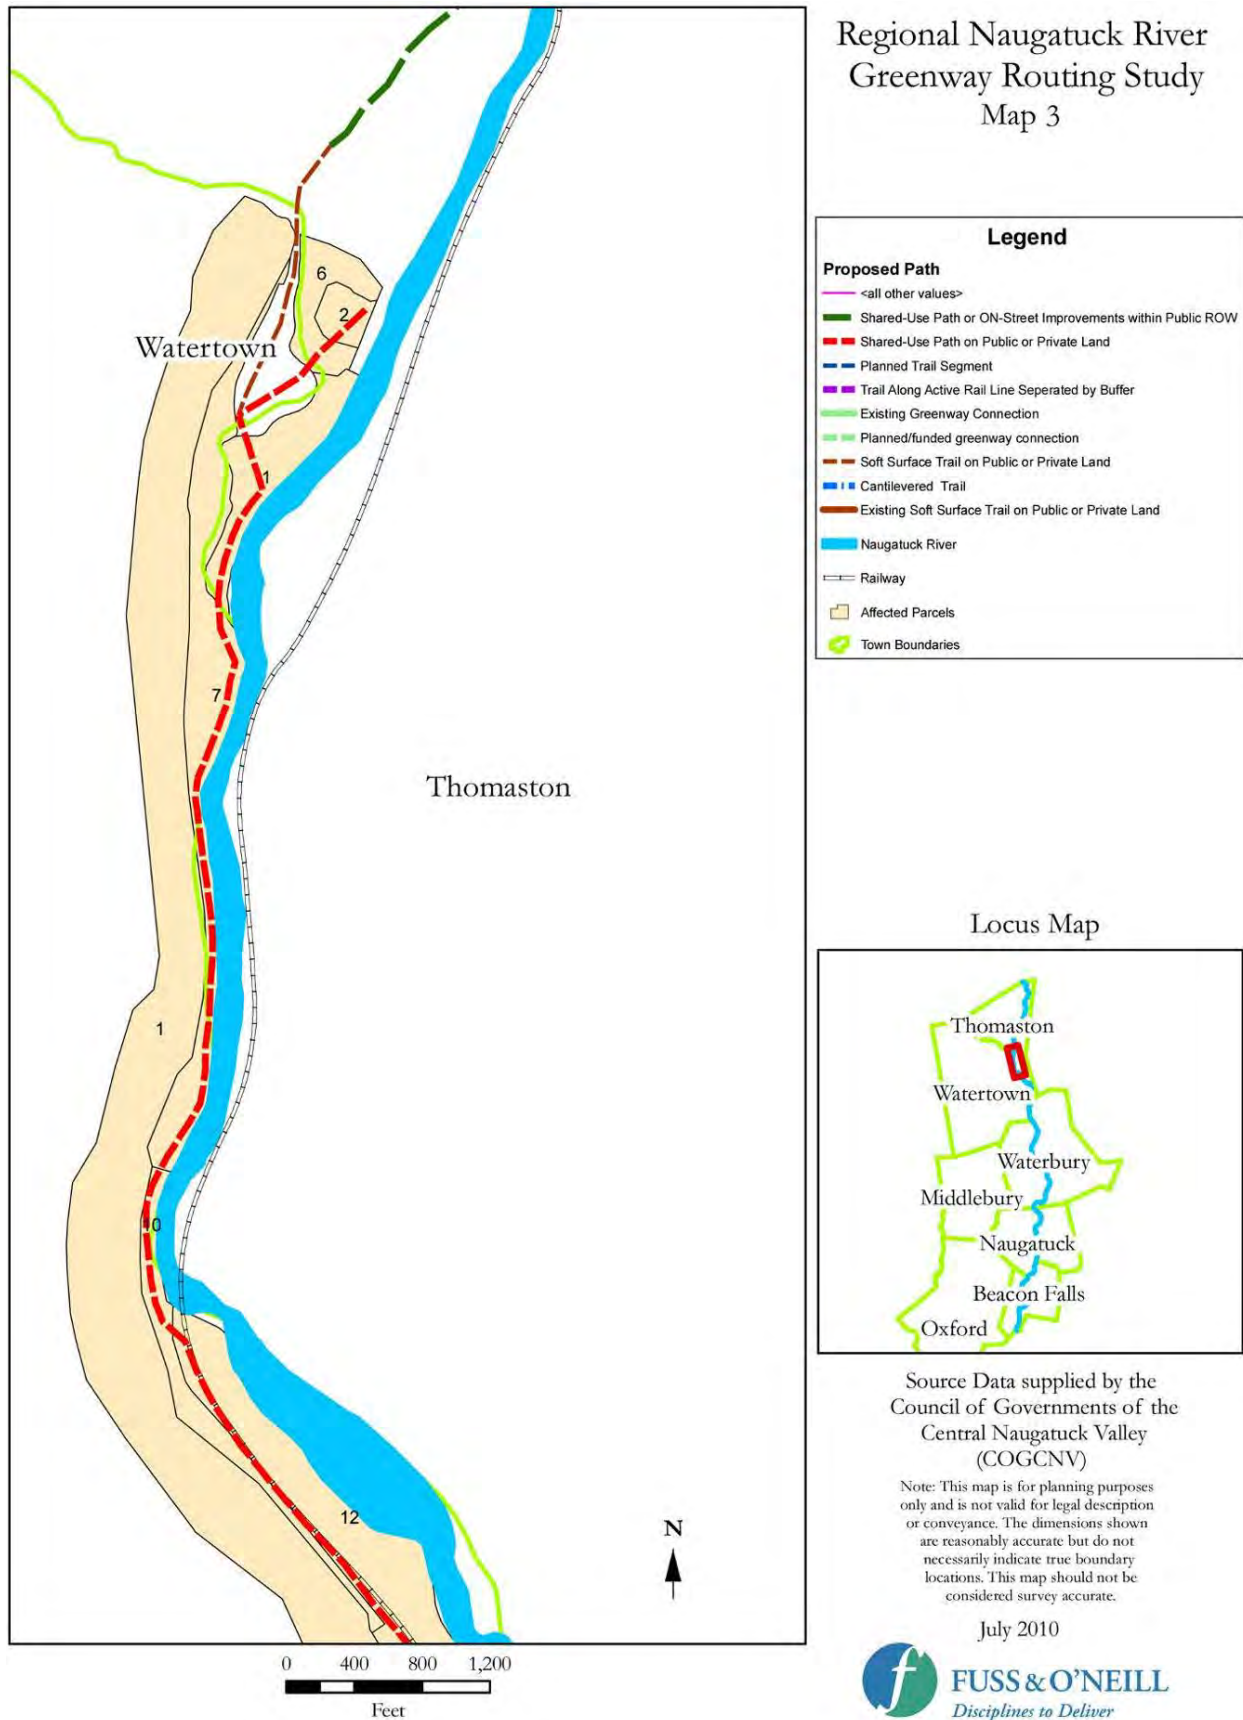 Regional Naugatuck River
Greenway Routing Study
Map 3
Legend
Proposed Path
<all other values>
Shared-Use Path or ON-Street Improvements within Public ROW
Shared-Use Path on Public or Private Land
Planned Trail Segment
Trail Along Active Rail Line Seperated by Buffer
Existing Greenway Connection
Planned/funded greenway connection
Soft Surface Trail on Public or Private Land
Cantilevered Trail
Existing Soft Surface Trail on Public or Private Land
Naugatuck River
Railway
Affected Parcels
Town Boundaries
6
2
Watertown
1
7
Thomaston
1
12
N
0 400 800 1,200
Feet
Locus Map
Thomaston
Watertown
Waterbury
Middlebury
Naugatuck
Beacon Falls
Oxford
Source Data supplied by the
Council of Governments of the
Central Naugatuck Valley
(COGCNV)
Note: This map is for planning purposes
only and is not valid for legal description
or conveyance. The dimensions shown
are reasonably accurate but do not
necessarily indicate true boundary
locations. This map should not be
considered survey accurate.
July 2010
f
FUSS & O'NEILL
Disciplines to Deliver